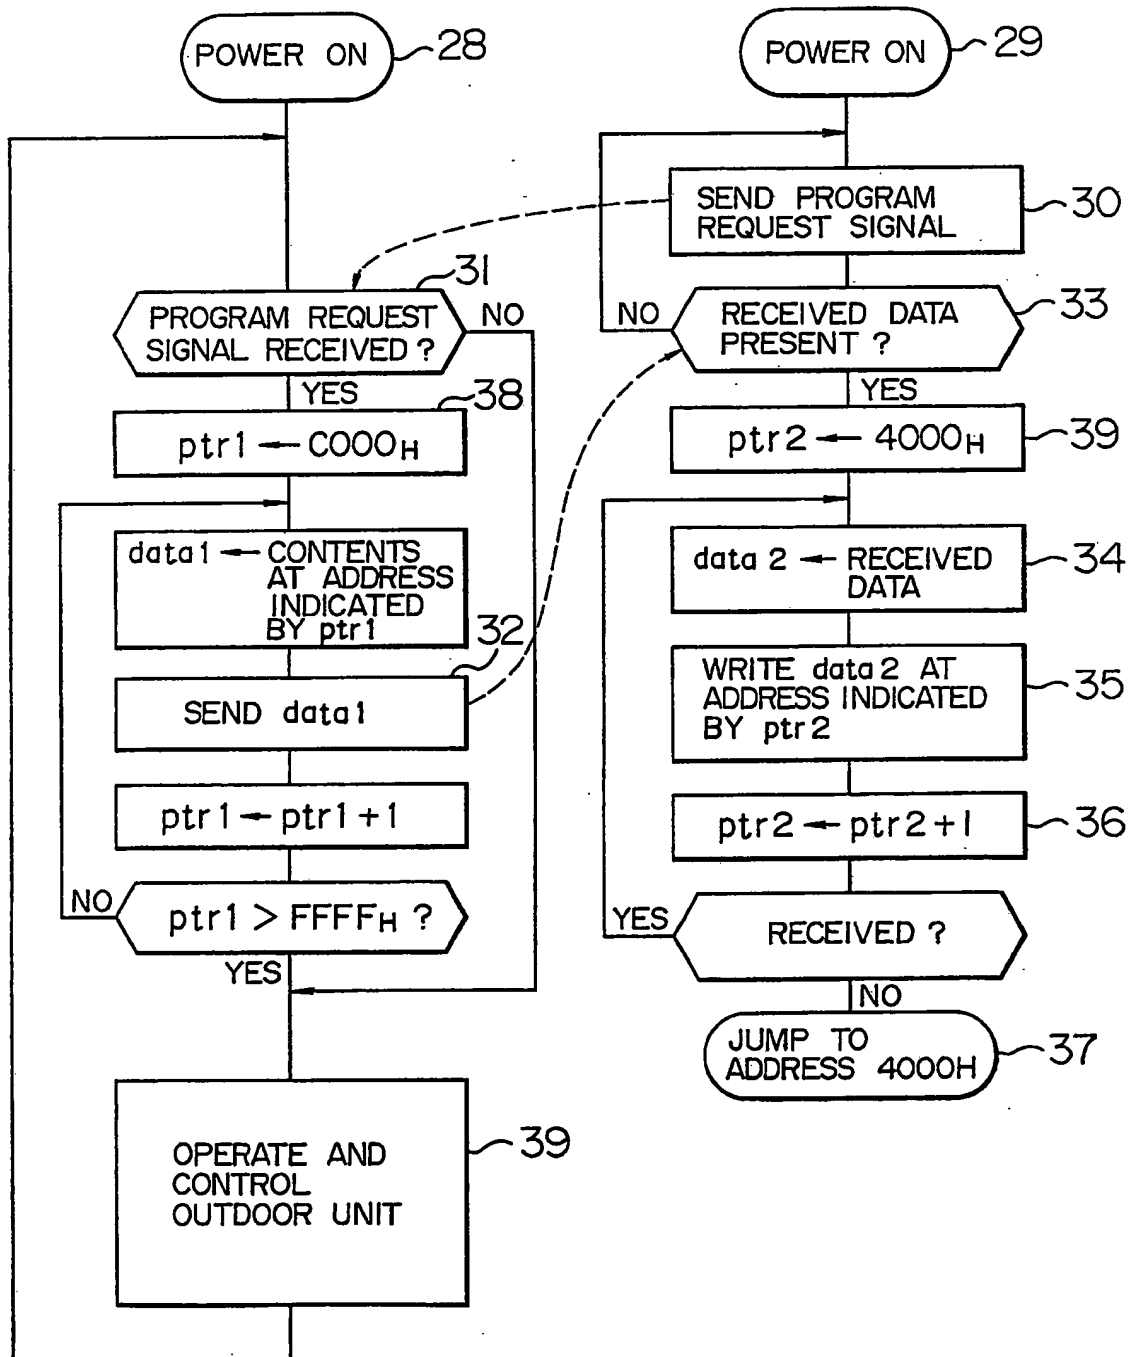 POWER ON
28
PROGRAM REQUEST
SIGNAL RECEIVED ?
31
NO
YES
38
ptr1 ← C000H
data1 ← CONTENTS
AT ADDRESS
INDICATED
BY ptr1
32
SEND data1
ptr1 ← ptr1 + 1
NO
ptr1 > FFFFH ?
YES
OPERATE AND
CONTROL
OUTDOOR UNIT
39
POWER ON
29
SEND PROGRAM
REQUEST SIGNAL
30
NO
RECEIVED DATA
PRESENT ?
33
YES
ptr2 ← 4000H
39
data2 ← RECEIVED
DATA
34
WRITE data2 AT
ADDRESS INDICATED
BY ptr2
35
ptr2 ← ptr2 + 1
36
YES
RECEIVED ?
NO
JUMP TO
ADDRESS 4000H
37